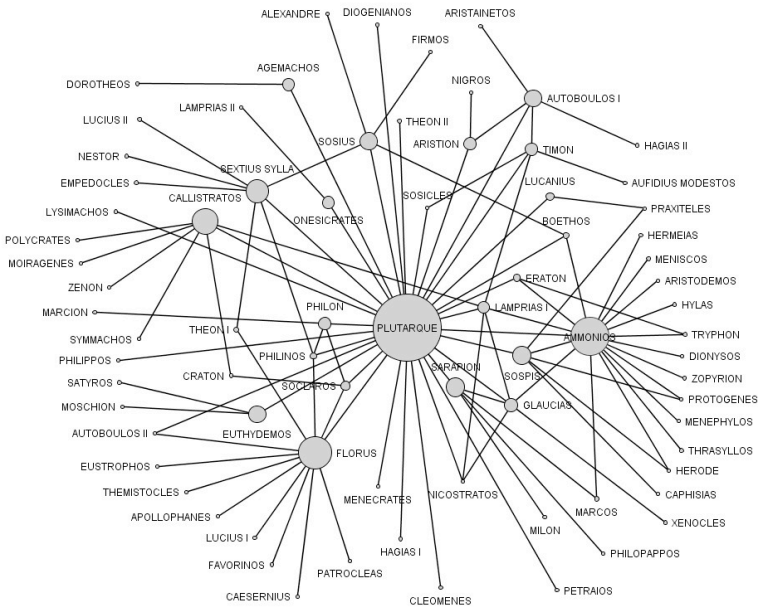 ALEXANDRE
DIOGENIANOS
ARISTAINETOS
FIRMOS
AGEMACHOS
NIGROS
DOROTHEOS
AUTOBOULOS I
LAMPRIAS II
LUCIUS II
THEON II
SOSIUS
ARISTION
TIMON
HAGIAS II
NESTOR
SEXTIUS SYLLA
EMPEDOCLES
LUCANIUS
AUFIDIUS MODESTOS
CALLISTRATOS
SOSICLES
LYSIMACHOS
ONESICRATES
BOETHOS
PRAXITELES
POLYCRATES
HERMEIAS
MOIRAGENES
MENISCOS
ERATON
ARISTODEMOS
ZENON
PHILON
LAMPRIAS I
HYLAS
MARCION
THEON I
PLUTARQUE
AMMONIOS
TRYPHON
SYMMACHOS
PHILINOS
DIONYSOS
PHILIPPOS
SARAPION
SOSPIS
CRATON
SOCLAROS
ZOPYRION
SATYROS
PROTOGENES
MOSCHION
GLAUCIAS
MENEPHYLOS
AUTOBOULOS II
EUTHYDEMOS
FLORUS
THRASYLLOS
EUSTROPHOS
HERODE
THEMISTOCLES
MENECRATES
NICOSTRATOS
CAPHISIAS
APOLLOPHANES
MARCOS
XENOCLES
LUCIUS I
MILON
HAGIAS I
PHILOPAPPOS
FAVORINOS
PATROCLEAS
PETRAIOS
CAESERNIUS
CLEOMENES